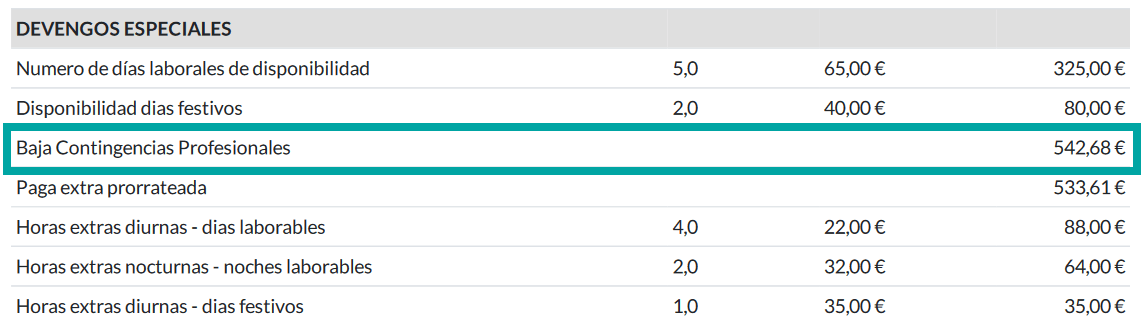 DEVENGOS ESPECIALES
Numero de días laborales de disponibilidad 5,0 65,00 € 325,00 €
Disponibilidad dias festivos 2,0 40,00 € 80,00 €
Baja Contingencias Profesionales 542,68 €
Paga extra prorrateada 533,61 €
Horas extras diurnas - dias laborables 4,0 22,00 € 88,00 €
Horas extras nocturnas - noches laborables 2,0 32,00 € 64,00 €
Horas extras diurnas - dias festivos 1,0 35,00 € 35,00 €